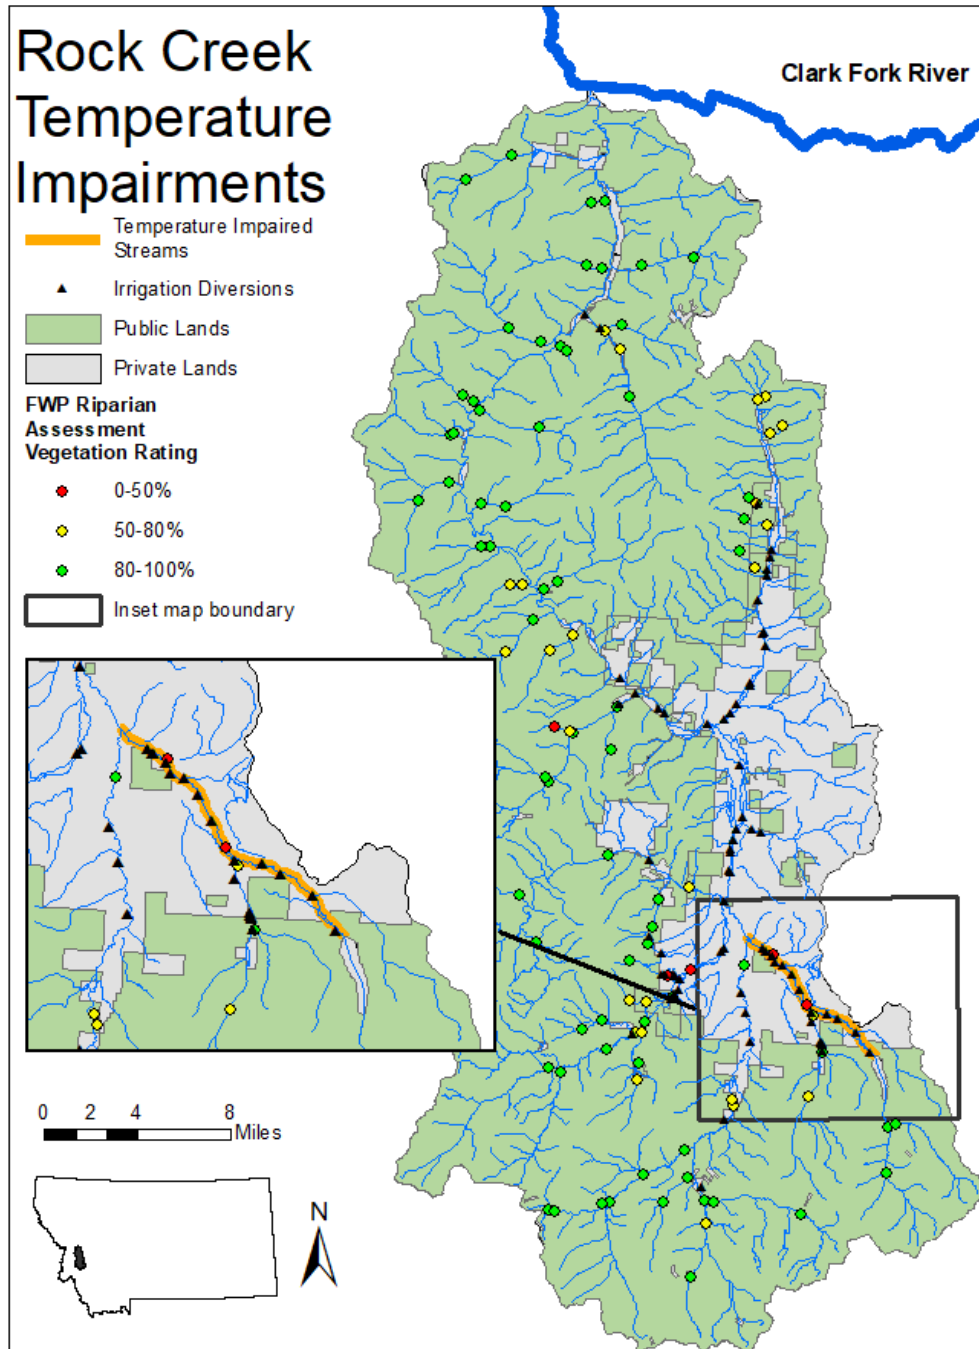 Rock Creek
Temperature
Impairments
Clark Fork River
Temperature Impaired
Streams
Irrigation Diversions
Public Lands
Private Lands
FWP Riparian
Assessment
Vegetation Rating
0-50%
50-80%
80-100%
Inset map boundary
0 2 4 8
Miles
N